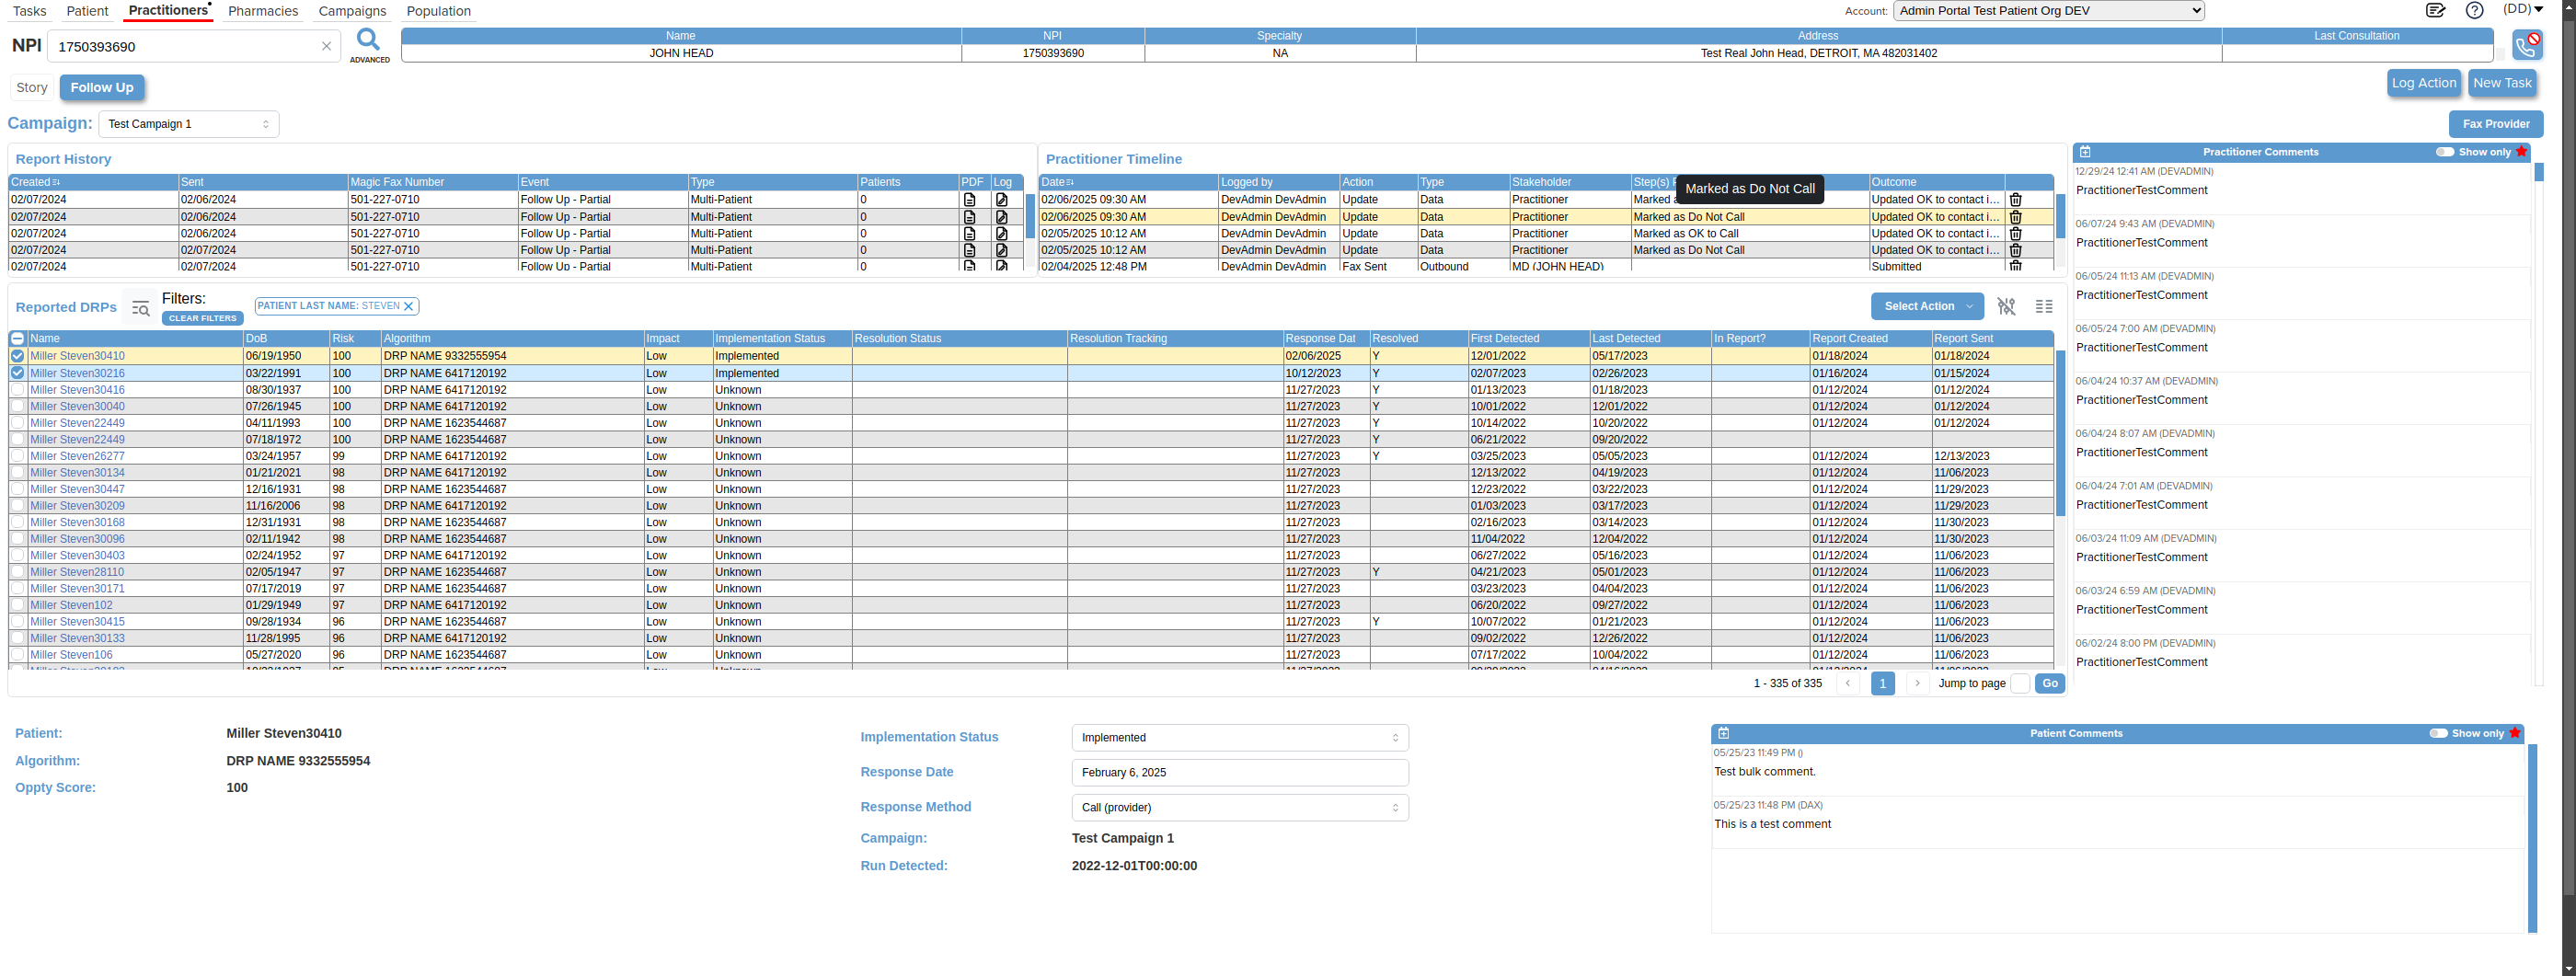 Tasks Patient Practitioners Pharmacies Campaigns Population Account: Admin Portal Test Patient Org DEV (DD)
NPI 1750393690 ADVANCED
Name NPI Specialty Address Last Consultation
JOHN HEAD 1750393690 NA Test Real John Head, DETROIT, MA 482031402
Story Follow Up Log Action New Task
Campaign: Test Campaign 1 Fax Provider
Report History
Created Sent Magic Fax Number Event Type Patients PDF Log
02/07/2024 02/06/2024 501-227-0710 Follow Up - Partial Multi-Patient 0
02/07/2024 02/06/2024 501-227-0710 Follow Up - Partial Multi-Patient 0
02/07/2024 02/06/2024 501-227-0710 Follow Up - Partial Multi-Patient 0
02/07/2024 02/07/2024 501-227-0710 Follow Up - Partial Multi-Patient 0
02/07/2024 02/07/2024 501-227-0710 Follow Up - Partial Multi-Patient 0
Practitioner Timeline
Date Logged by Action Type Stakeholder Step(s) Outcome
Marked as Do Not Call
02/06/2025 09:30 AM DevAdmin DevAdmin Update Data Practitioner Marked a Updated OK to contact i...
02/06/2025 09:30 AM DevAdmin DevAdmin Update Data Practitioner Marked as Do Not Call Updated OK to contact i...
02/05/2025 10:12 AM DevAdmin DevAdmin Update Data Practitioner Marked as OK to Call Updated OK to contact i...
02/05/2025 10:12 AM DevAdmin DevAdmin Update Data Practitioner Marked as Do Not Call Updated OK to contact i...
02/04/2025 12:48 PM DevAdmin DevAdmin Fax Sent Outbound MD (JOHN HEAD) Submitted
Practitioner Comments Show only
12/29/24 12:41 AM (DEVADMIN)
PractitionerTestComment
06/07/24 9:43 AM (DEVADMIN)
PractitionerTestComment
06/05/24 11:13 AM (DEVADMIN)
PractitionerTestComment
06/05/24 7:00 AM (DEVADMIN)
PractitionerTestComment
06/04/24 10:37 AM (DEVADMIN)
PractitionerTestComment
06/04/24 8:07 AM (DEVADMIN)
PractitionerTestComment
06/04/24 7:01 AM (DEVADMIN)
PractitionerTestComment
06/03/24 11:09 AM (DEVADMIN)
PractitionerTestComment
06/03/24 6:59 AM (DEVADMIN)
PractitionerTestComment
06/02/24 8:00 PM (DEVADMIN)
PractitionerTestComment
Reported DRPs Filters: PATIENT LAST NAME: STEVEN Select Action
CLEAR FILTERS
Name DoB Risk Algorithm Impact Implementation Status Resolution Status Resolution Tracking Response Dat Resolved First Detected Last Detected In Report? Report Created Report Sent
Miller Steven30410 06/19/1950 100 DRP NAME 9332555954 Low Implemented 02/06/2025 Y 12/01/2022 05/17/2023 01/18/2024 01/18/2024
Miller Steven30216 03/22/1991 100 DRP NAME 6417120192 Low Implemented 10/12/2023 Y 02/07/2023 02/26/2023 01/16/2024 01/15/2024
Miller Steven30416 08/30/1937 100 DRP NAME 6417120192 Low Unknown 11/27/2023 Y 01/13/2023 01/18/2023 01/12/2024 01/12/2024
Miller Steven30040 07/26/1945 100 DRP NAME 6417120192 Low Unknown 11/27/2023 Y 10/01/2022 12/01/2022 01/12/2024 01/12/2024
Miller Steven22449 04/11/1993 100 DRP NAME 1623544687 Low Unknown 11/27/2023 Y 10/14/2022 10/20/2022 01/12/2024 01/12/2024
Miller Steven22449 07/18/1972 100 DRP NAME 1623544687 Low Unknown 11/27/2023 Y 06/21/2022 09/20/2022
Miller Steven26277 03/24/1957 99 DRP NAME 6417120192 Low Unknown 11/27/2023 Y 03/25/2023 05/05/2023 01/12/2024 12/13/2023
Miller Steven30134 01/21/2021 98 DRP NAME 6417120192 Low Unknown 11/27/2023 12/13/2022 04/19/2023 01/12/2024 11/06/2023
Miller Steven30447 12/16/1931 98 DRP NAME 1623544687 Low Unknown 11/27/2023 12/23/2022 03/22/2023 01/12/2024 11/29/2023
Miller Steven30209 11/16/2006 98 DRP NAME 6417120192 Low Unknown 11/27/2023 01/03/2023 03/17/2023 01/12/2024 11/29/2023
Miller Steven30168 12/31/1931 98 DRP NAME 1623544687 Low Unknown 11/27/2023 02/16/2023 03/14/2023 01/12/2024 11/30/2023
Miller Steven30096 02/11/1942 98 DRP NAME 1623544687 Low Unknown 11/27/2023 11/04/2022 12/04/2022 01/12/2024 11/30/2023
Miller Steven30403 02/24/1952 97 DRP NAME 6417120192 Low Unknown 11/27/2023 06/27/2022 05/16/2023 01/12/2024 11/06/2023
Miller Steven28110 02/05/1947 97 DRP NAME 1623544687 Low Unknown 11/27/2023 Y 04/21/2023 05/01/2023 01/12/2024 11/06/2023
Miller Steven30171 07/17/2019 97 DRP NAME 1623544687 Low Unknown 11/27/2023 03/23/2023 04/04/2023 01/12/2024 11/06/2023
Miller Steven102 01/29/1949 97 DRP NAME 6417120192 Low Unknown 11/27/2023 06/20/2022 09/27/2022 01/12/2024 11/06/2023
Miller Steven30415 09/28/1934 96 DRP NAME 1623544687 Low Unknown 11/27/2023 Y 10/07/2022 01/21/2023 01/12/2024 11/06/2023
Miller Steven30133 11/28/1995 96 DRP NAME 6417120192 Low Unknown 11/27/2023 09/02/2022 12/26/2022 01/12/2024 11/06/2023
Miller Steven106 05/27/2020 96 DRP NAME 1623544687 Low Unknown 11/27/2023 07/17/2022 10/04/2022 01/12/2024 11/06/2023
1 - 335 of 335 1 Jump to page Go
Patient: Miller Steven30410
Algorithm: DRP NAME 9332555954
Oppty Score: 100
Implementation Status Implemented
Response Date February 6, 2025
Response Method Call (provider)
Campaign: Test Campaign 1
Run Detected: 2022-12-01T00:00:00
Patient Comments Show only
05/25/23 11:49 PM ()
Test bulk comment.
05/25/23 11:48 PM (DAX)
This is a test comment